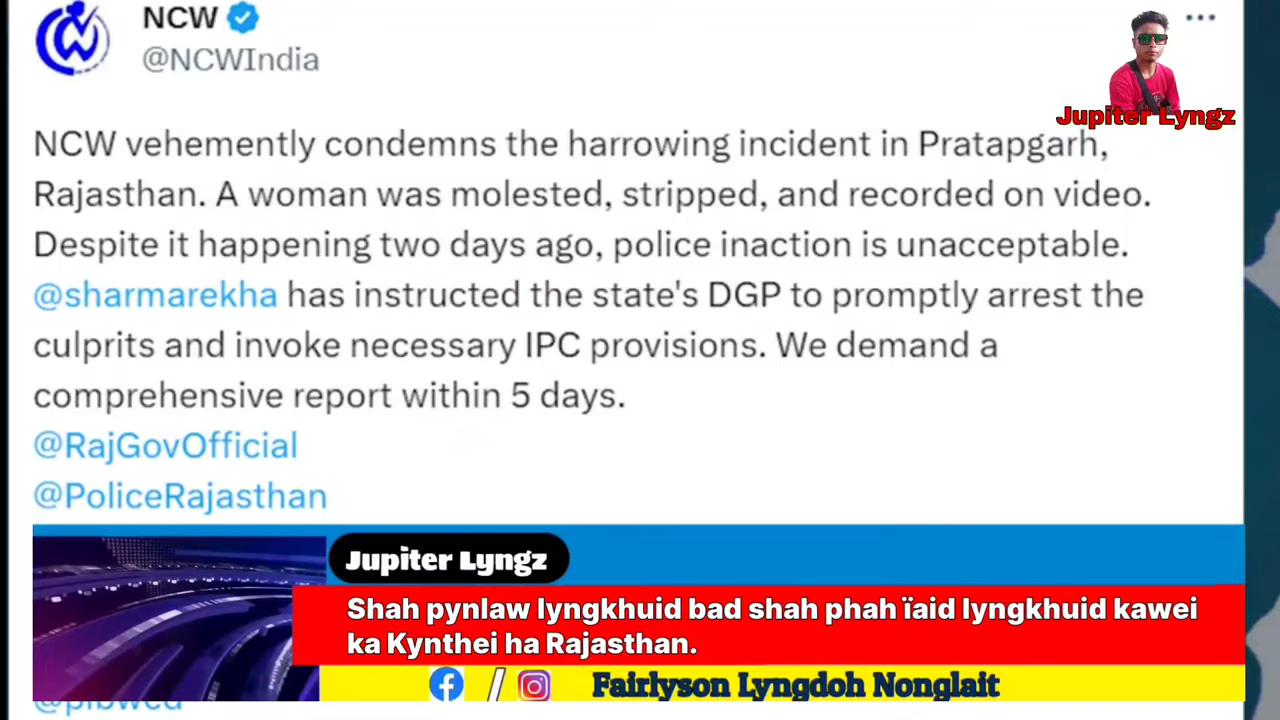 NCW
@NCWIndia
Jupiter Lyngz
NCW vehemently condemns the harrowing incident in Pratapgarh,
Rajasthan. A woman was molested, stripped, and recorded on video.
Despite it happening two days ago, police inaction is unacceptable.
@sharmarekha has instructed the state's DGP to promptly arrest the
culprits and invoke necessary IPC provisions. We demand a
comprehensive report within 5 days.
@RajGovOfficial
@PoliceRajasthan
Jupiter Lyngz
Shah pynlaw lyngkhuid bad shah phah ïaid lyngkhuid kawei
ka Kynthei ha Rajasthan.
/ Fairlyson Lyngdoh Nonglait